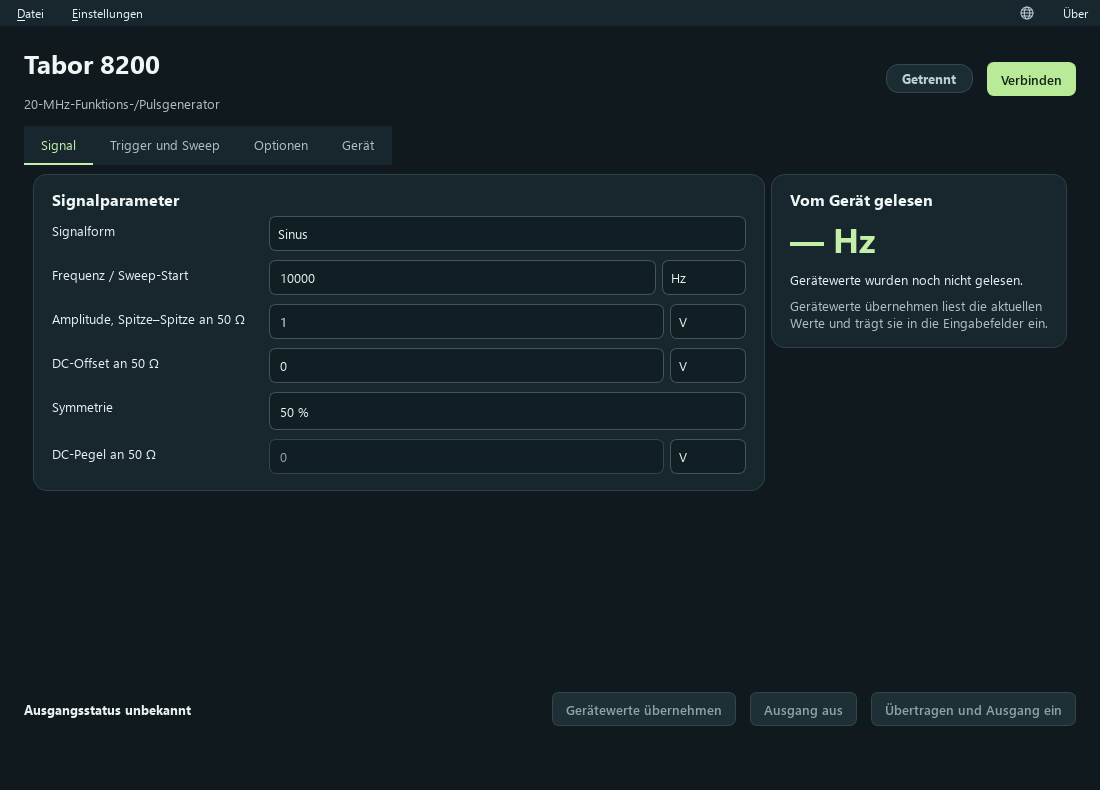 Datei Einstellungen Über
Tabor 8200
20-MHz-Funktions-/Pulsgenerator
Getrennt Verbinden
Signal Trigger und Sweep Optionen Gerät
Signalparameter
Signalform Sinus
Frequenz / Sweep-Start 10000 Hz
Amplitude, Spitze–Spitze an 50 Ω 1 V
DC-Offset an 50 Ω 0 V
Symmetrie 50 %
DC-Pegel an 50 Ω 0 V
Vom Gerät gelesen
— Hz
Gerätewerte wurden noch nicht gelesen.
Gerätewerte übernehmen liest die aktuellen
Werte und trägt sie in die Eingabefelder ein.
Ausgangsstatus unbekannt Gerätewerte übernehmen Ausgang aus Übertragen und Ausgang ein